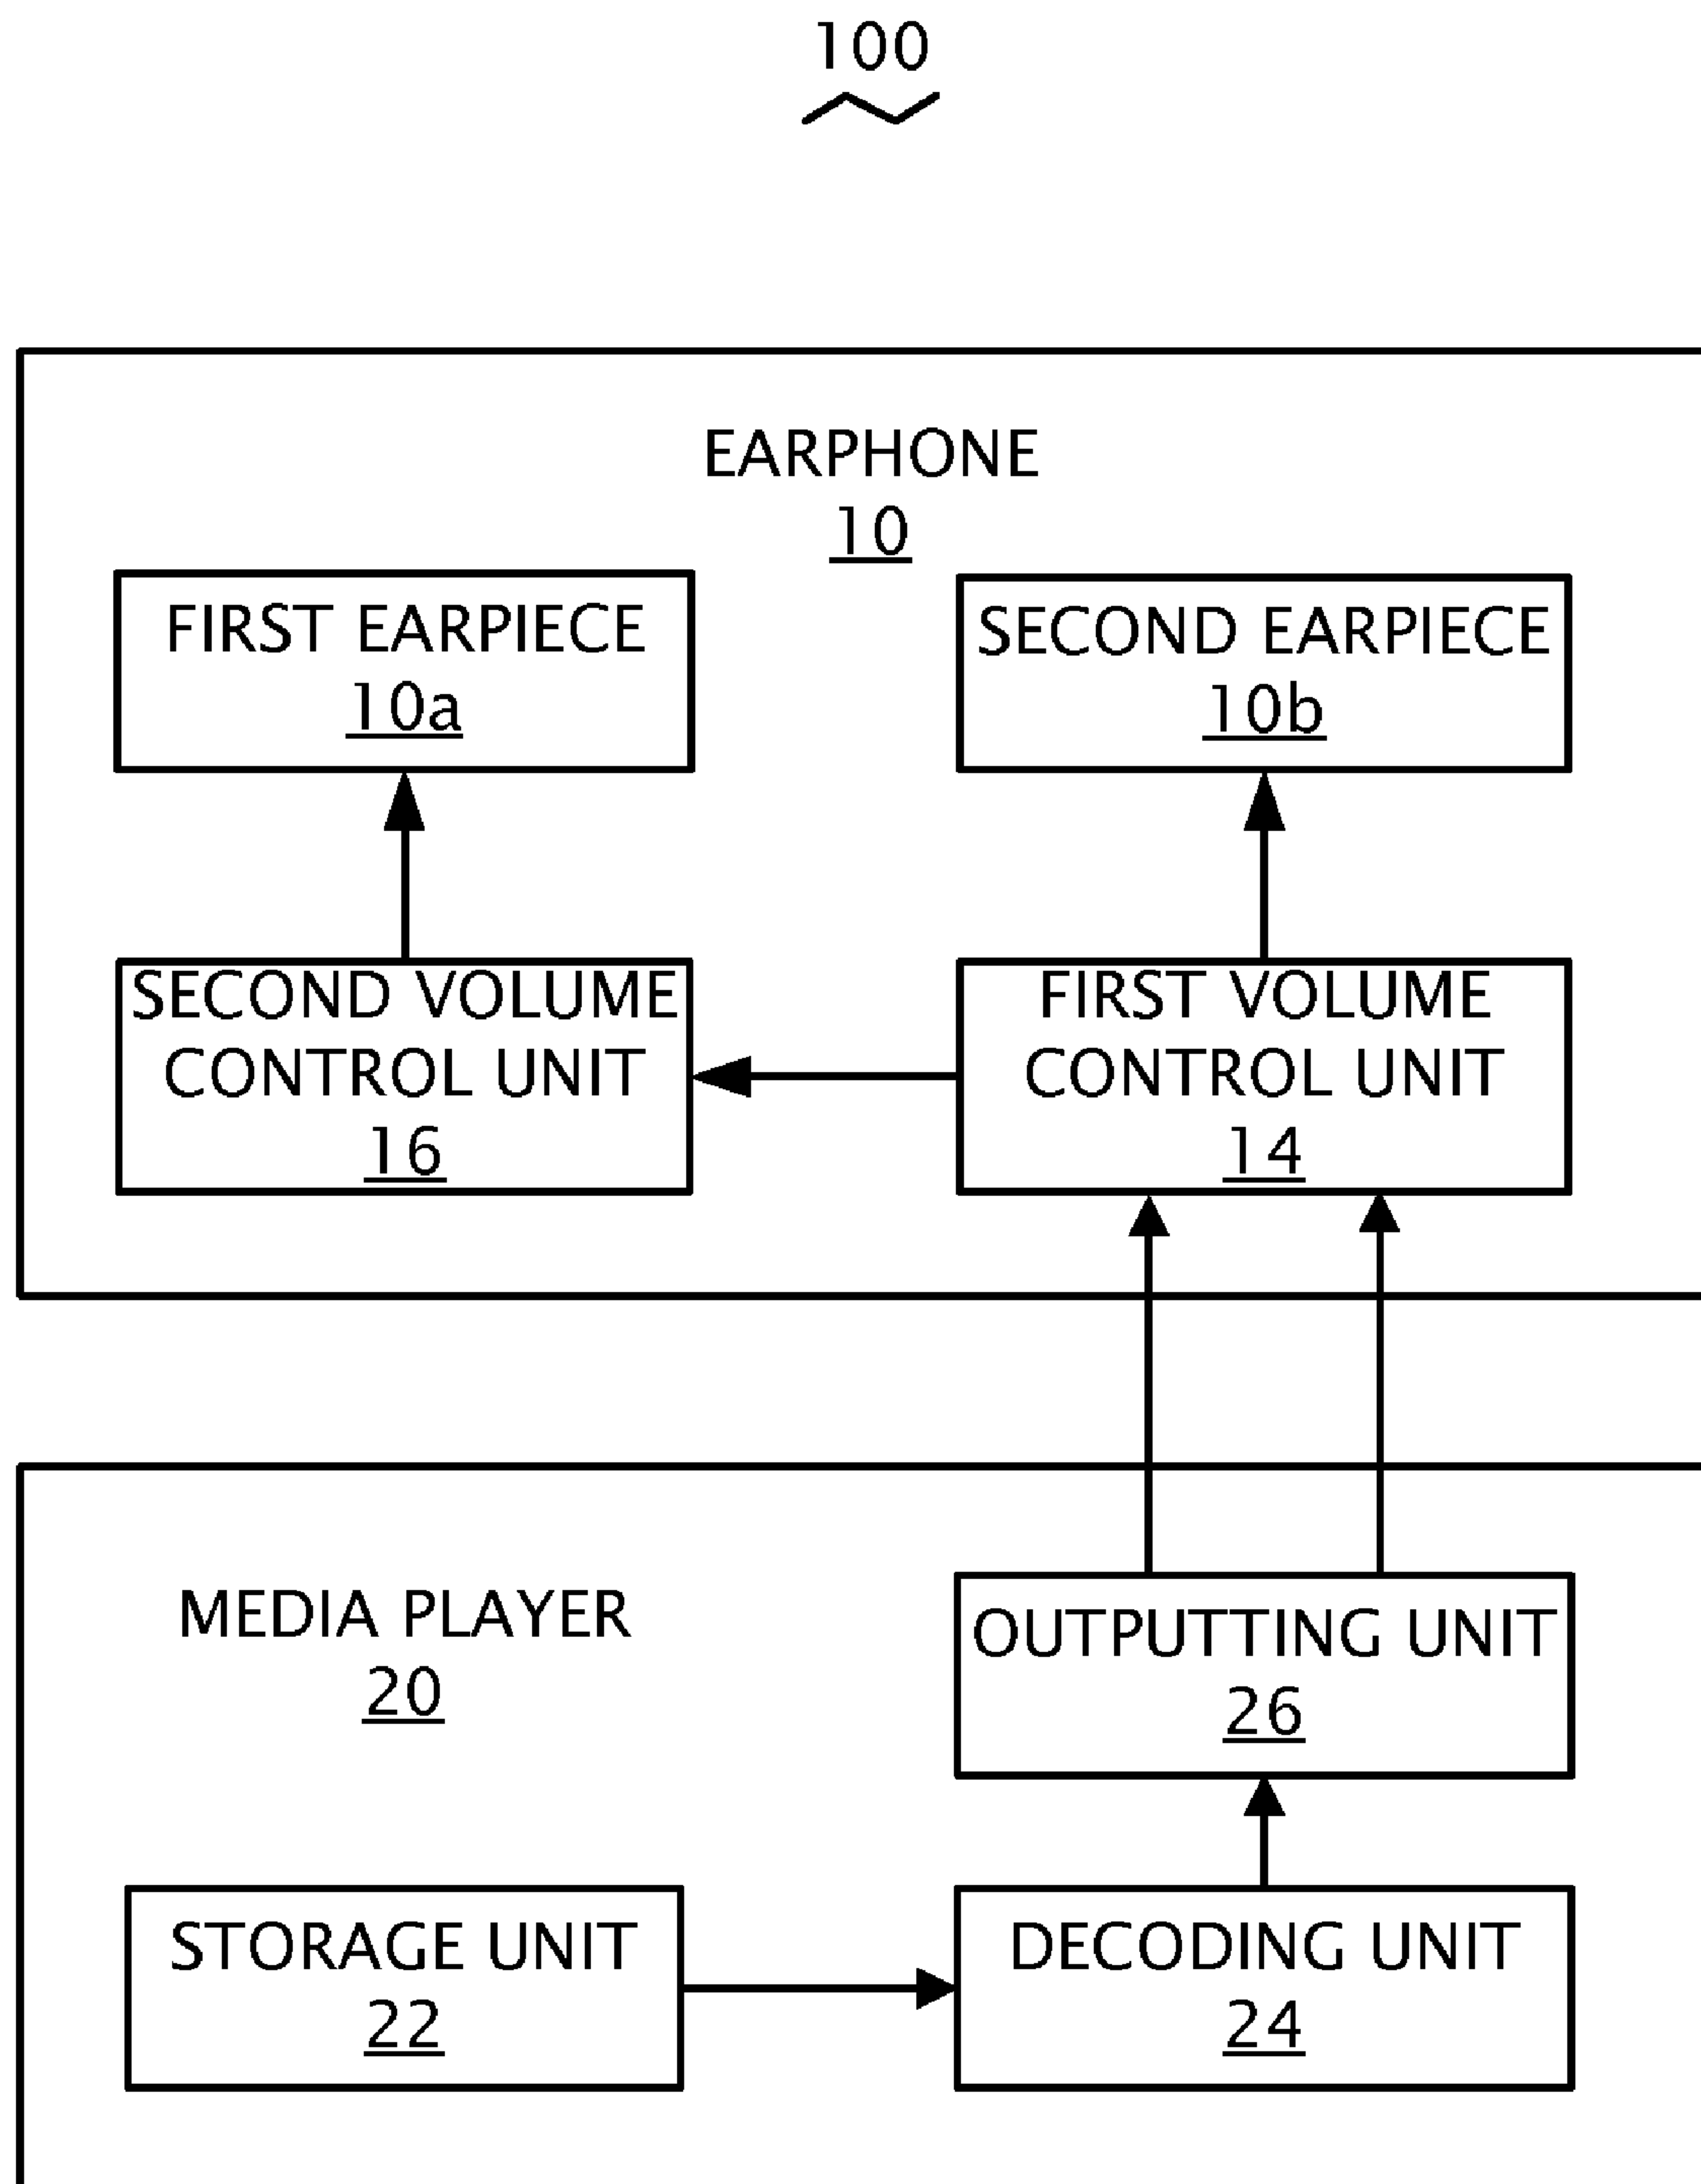 100
EARPHONE
10
FIRST EARPIECE
10a
SECOND EARPIECE
10b
SECOND VOLUME
CONTROL UNIT
16
FIRST VOLUME
CONTROL UNIT
14
MEDIA PLAYER
20
OUTPUTTING UNIT
26
STORAGE UNIT
22
DECODING UNIT
24